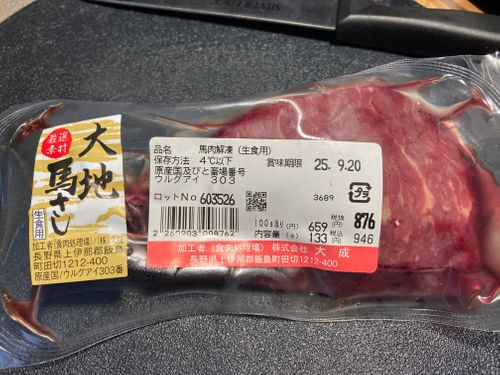 厳選
素材
大地
馬さし
生食用
加工者(食肉処理場)/(株)大成
長野県上伊那郡飯島
町田切1212-400
原産国/ウルグアイ303番
品名 馬肉解凍(生食用)
保存方法 4℃以下 賞味期限 25. 9.20
原産国及びと畜場番号
ウルグアイ 303
ロットNo 603526 3689 プラ
100g当り(円) 659 税抜 876
内容量(g) 133 税込 946
2260203008762
加工者(食肉処理場) 株式会社 大成
長野県上伊那郡飯島町田切1212-400